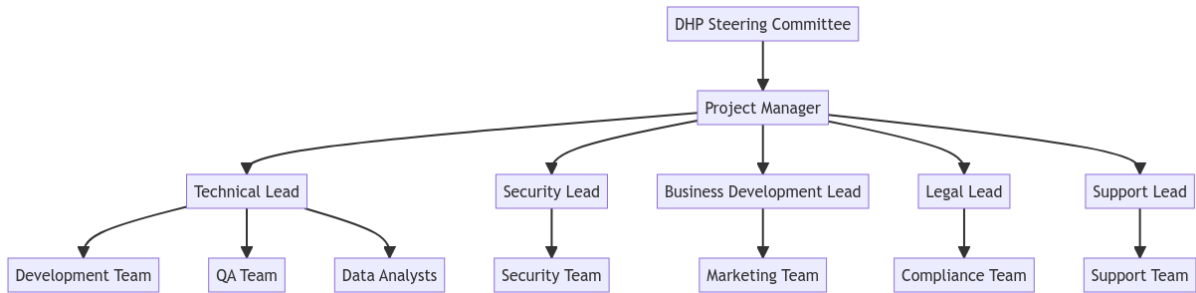 DHP Steering Committee
Project Manager
Technical Lead
Security Lead
Business Development Lead
Legal Lead
Support Lead
Development Team
QA Team
Data Analysts
Security Team
Marketing Team
Compliance Team
Support Team